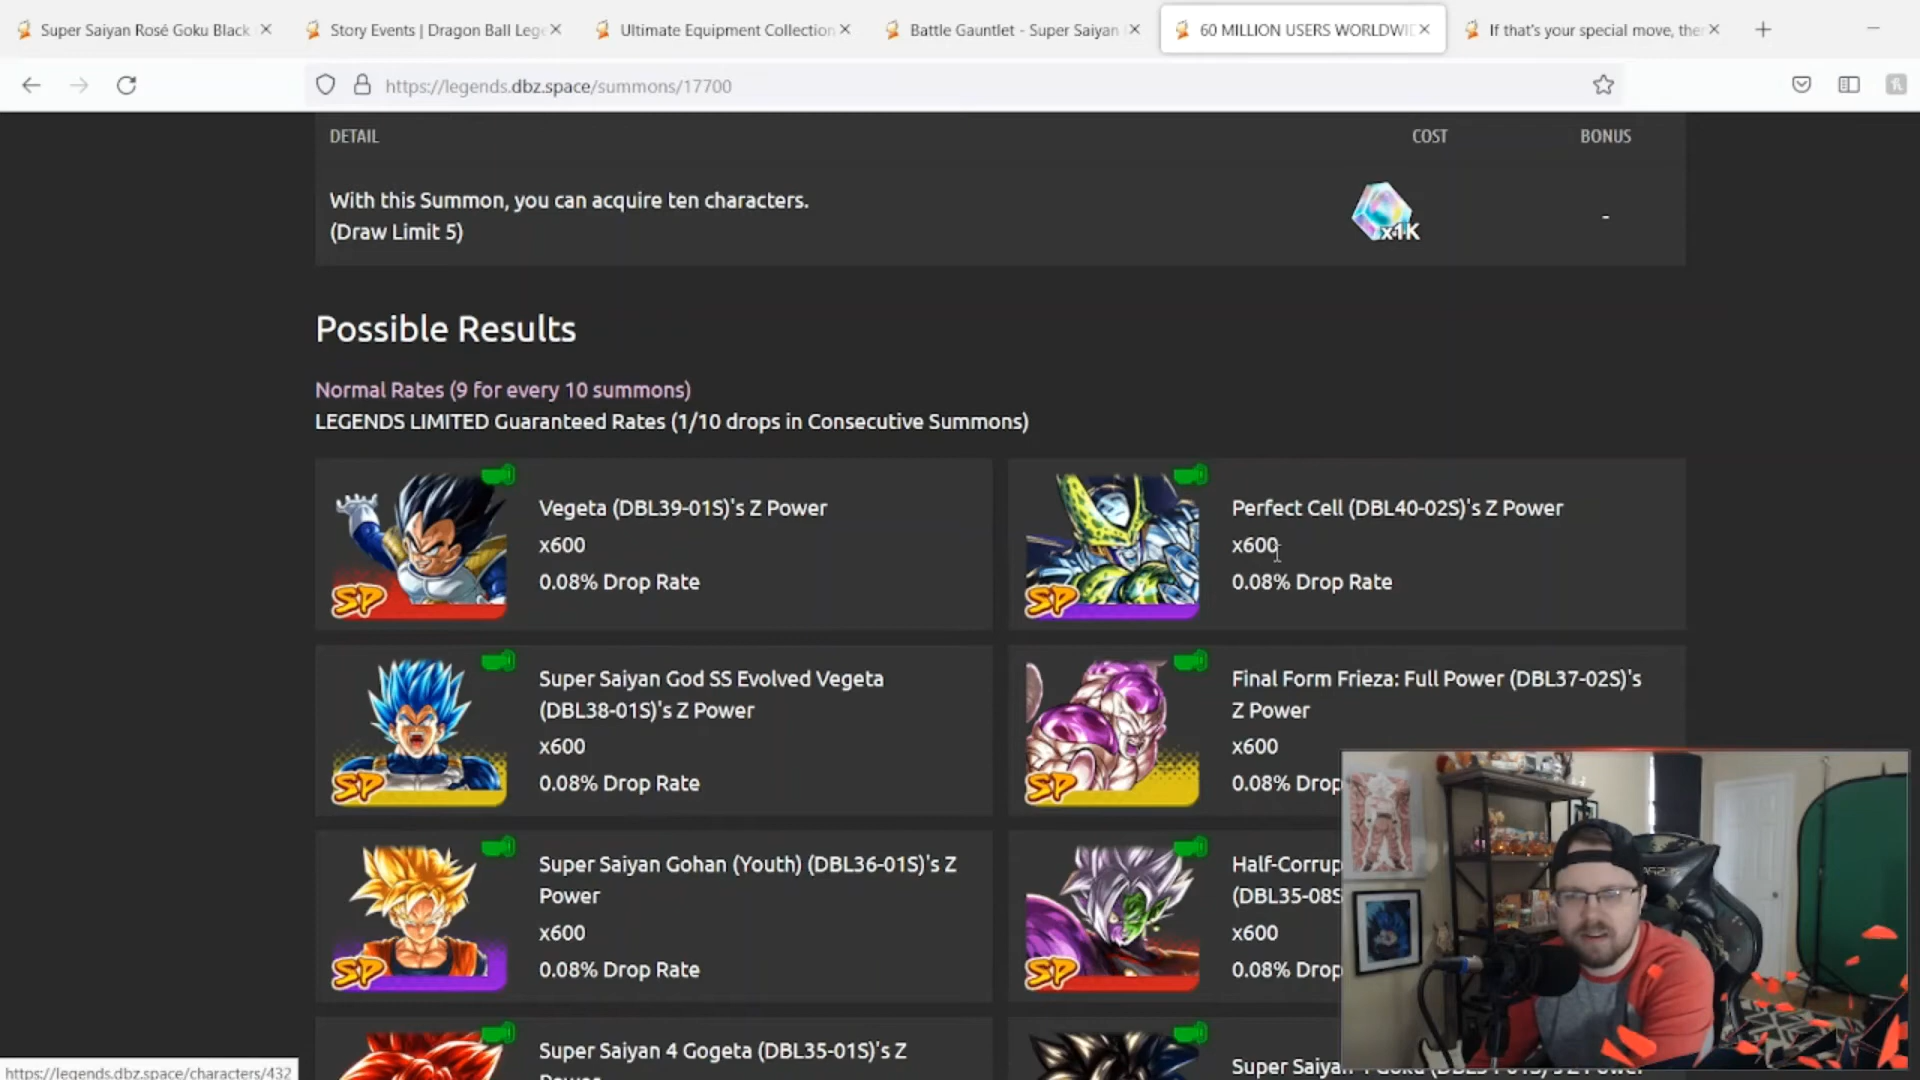 Super Saiyan Rosé Goku Black
Story Events | Dragon Ball Lege
Ultimate Equipment Collection
Battle Gauntlet - Super Saiyan
60 MILLION USERS WORLDWI
If that's your special move, ther
https://legends.dbz.space/summons/17700
DETAIL
COST
BONUS
With this Summon, you can acquire ten characters.
(Draw Limit 5)
x1K
-
Possible Results
Normal Rates (9 for every 10 summons)
LEGENDS LIMITED Guaranteed Rates (1/10 drops in Consecutive Summons)
SP
Vegeta (DBL39-01S)'s Z Power
x600
0.08% Drop Rate
SP
Perfect Cell (DBL40-02S)'s Z Power
x600
0.08% Drop Rate
SP
Super Saiyan God SS Evolved Vegeta
(DBL38-01S)'s Z Power
x600
0.08% Drop Rate
SP
Final Form Frieza: Full Power (DBL37-02S)'s
Z Power
x600
0.08% Drop
SP
Super Saiyan Gohan (Youth) (DBL36-01S)'s Z
Power
x600
0.08% Drop Rate
SP
Half-Corrup
(DBL35-08S
x600
0.08% Drop
Super Saiyan 4 Gogeta (DBL35-01S)'s Z
Super Saiyan
https://legends.dbz.space/characters/432